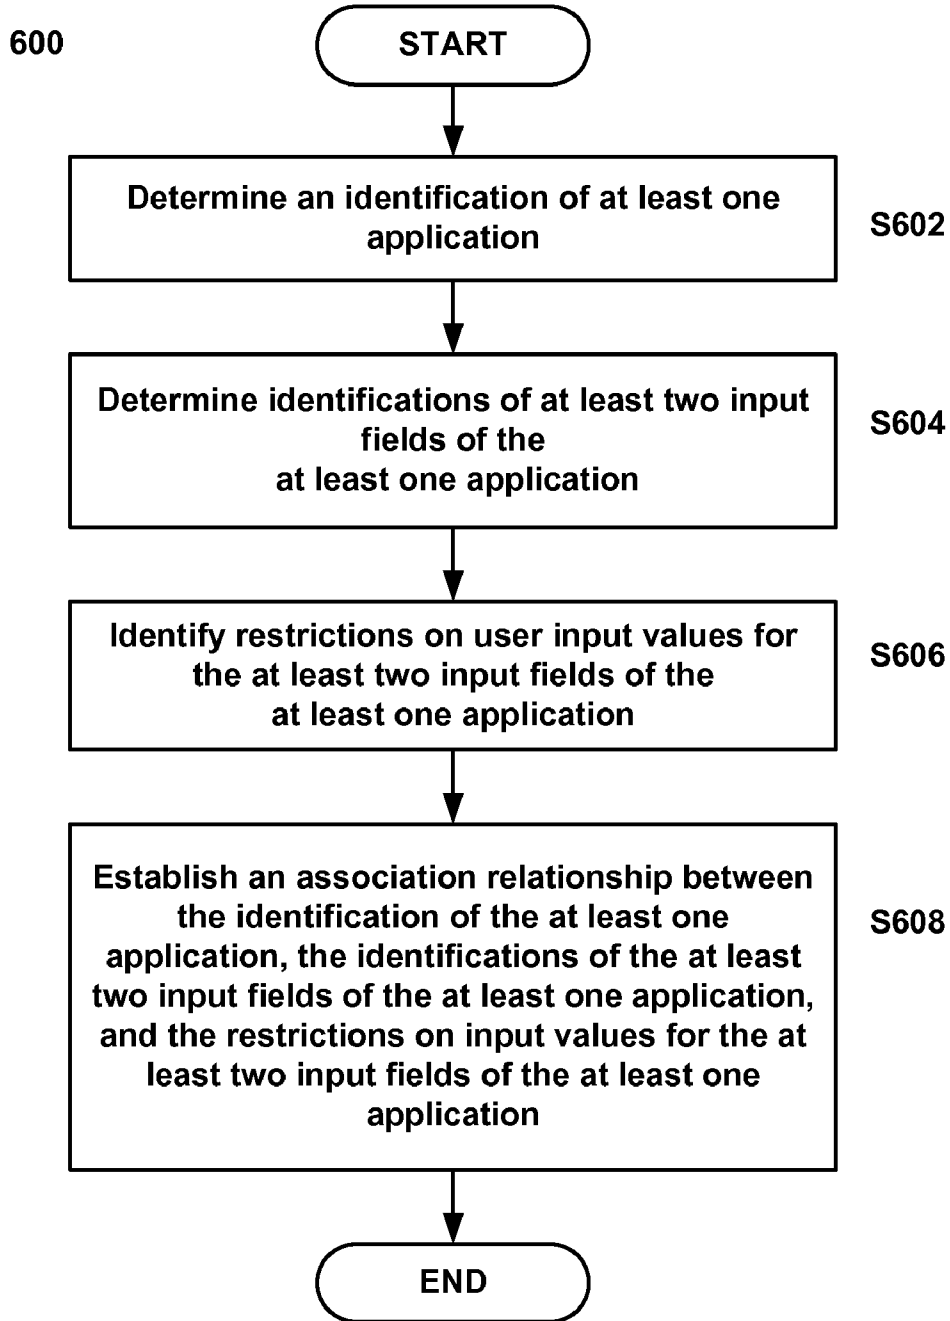 600
START
Determine an identification of at least one
application
S602
Determine identifications of at least two input
fields of the
at least one application
S604
Identify restrictions on user input values for
the at least two input fields of the
at least one application
S606
Establish an association relationship between
the identification of the at least one
application, the identifications of the at least
two input fields of the at least one application,
and the restrictions on input values for the at
least two input fields of the at least one
application
S608
END